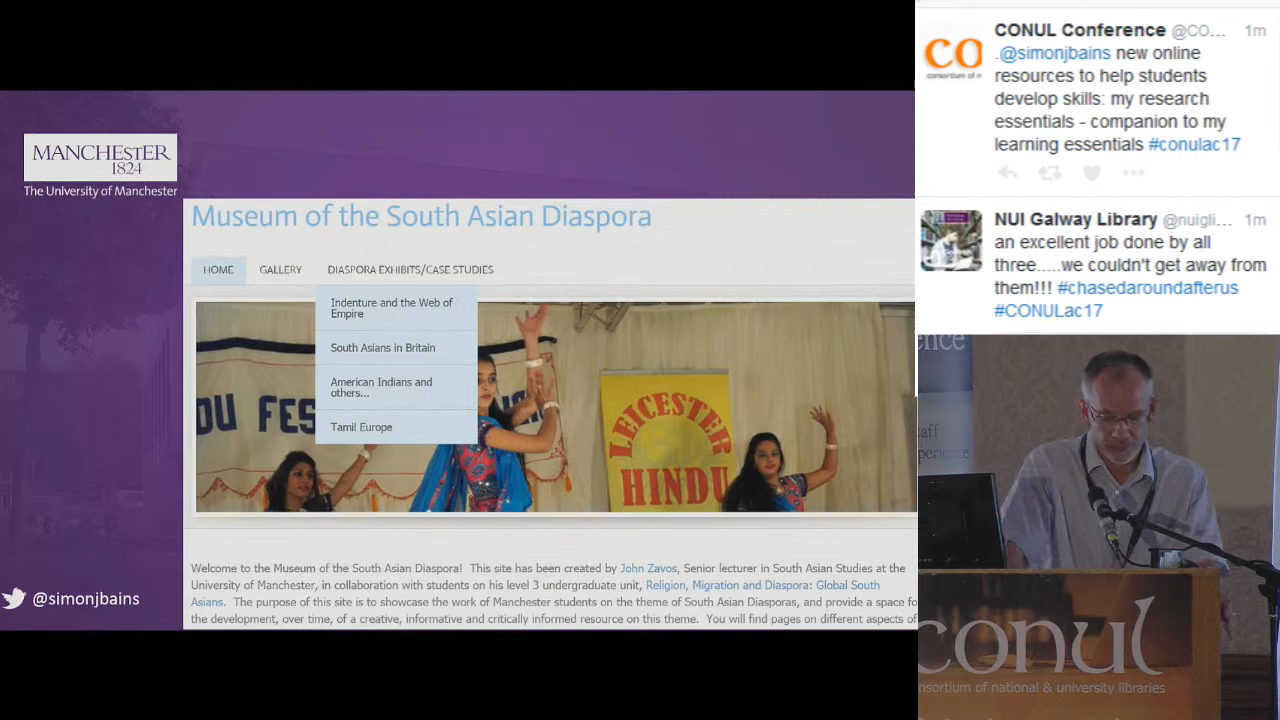 MANCHESTER
1824
The University of Manchester
Museum of the South Asian Diaspora
HOME
GALLERY
DIASPORA EXHIBITS/CASE STUDIES
Indenture and the Web of
Empire
South Asians in Britain
American Indians and
others...
Tamil Europe
DU FES
LEICESTER
HINDU
Welcome to the Museum of the South Asian Diaspora! This site has been created by John Zavos, Senior lecturer in South Asian Studies at the
University of Manchester, in collaboration with students on his level 3 undergraduate unit, Religion, Migration and Diaspora: Global South
Asians. The purpose of this site is to showcase the work of Manchester students on the theme of South Asian Diasporas, and provide a space fo
the development, over time, of a creative, informative and critically informed resource on this theme. You will find pages on different aspects of
@simonjbains
CO
consortium of n
CONUL Conference @CO... 1m
.@simonjbains new online
resources to help students
develop skills: my research
essentials - companion to my
learning essentials #conulac17
NUI Galway Library @nuigli... 1m
an excellent job done by all
three.....we couldn't get away from
them!!! #chasedaroundafterus
#CONULac17
ence
taff
perience
conul
nsortium of national & university libraries